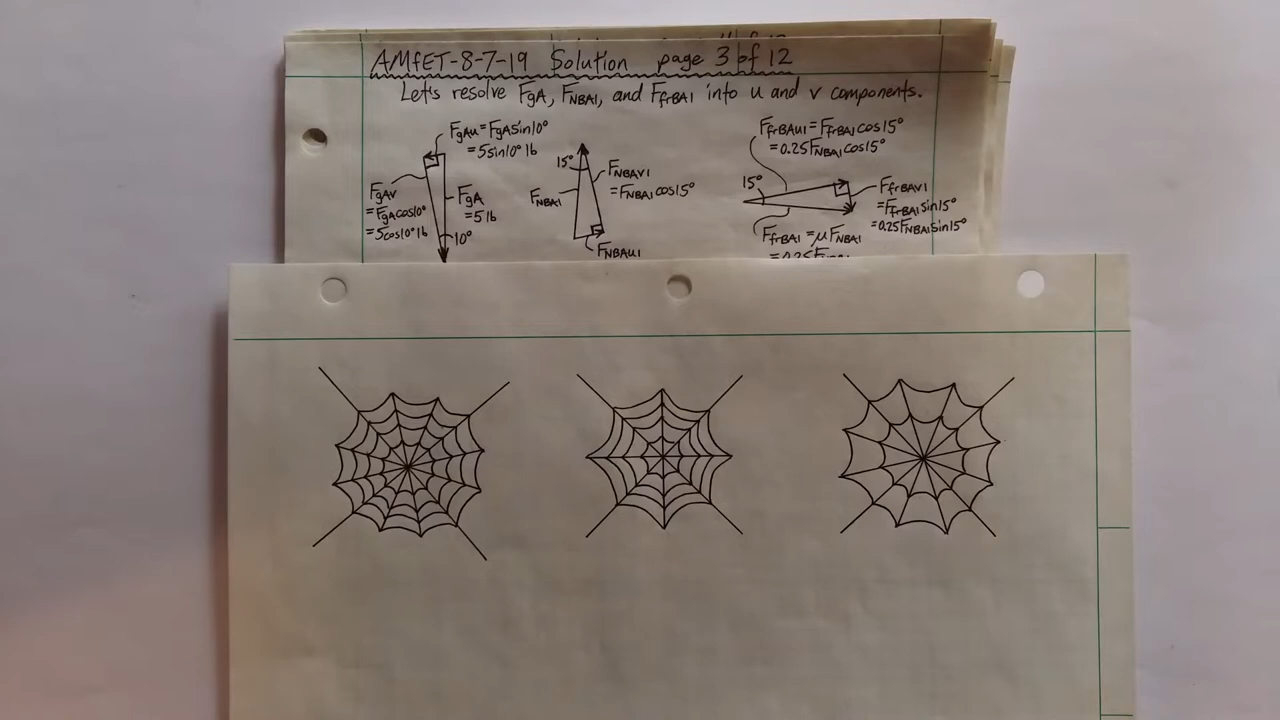 AMfET-8-7-19 Solution page 3 of 12
Let's resolve FgA, FNBA1, and FfrBA1 into u and v components.
FgAu = FgAsin10°
= 5sin10° lb
FgAv
= FgAcos10°
= 5cos10° lb
FgA
= 5 lb
10°
15°
FNBA1
FNBAV1
= FNBA1cos15°
FNBAU1
FfrBAU1 = FfrBA1cos15°
= 0.25FNBA1cos15°
15°
FfrBAV1
= FfrBA1sin15°
= 0.25FNBA1sin15°
FfrBA1 = μFNBA1